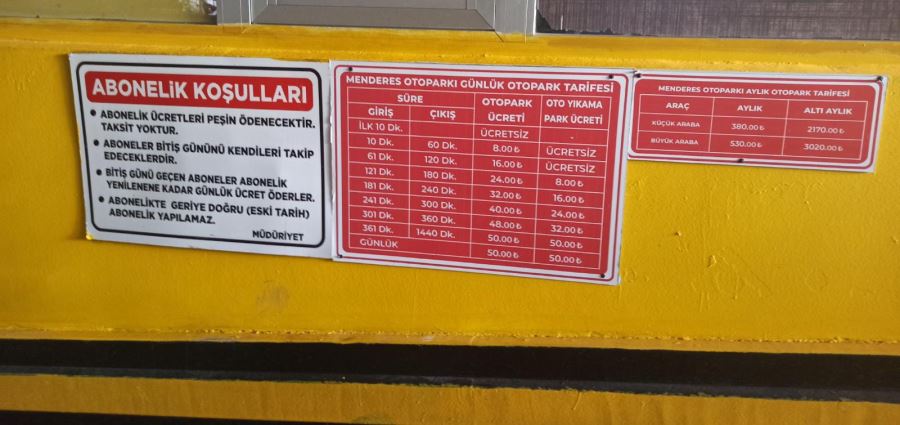 ABONELİK KOŞULLARI
• ABONELİK ÜCRETLERİ PEŞİN ÖDENECEKTİR.
TAKSİT YOKTUR.
• ABONELER BİTİŞ GÜNÜNÜ KENDİLERİ TAKİP
EDECEKLERDİR.
• BİTİŞ GÜNÜ GEÇEN ABONELER ABONELİK
YENİLENENE KADAR GÜNLÜK ÜCRET ÖDERLER.
• ABONELİKTE GERİYE DOĞRU (ESKİ TARİH)
ABONELİK YAPILAMAZ.
MÜDÜRİYET
MENDERES OTOPARKI GÜNLÜK OTOPARK TARİFESİ
SÜRE OTOPARK ÜCRETİ OTO YIKAMA PARK ÜCRETİ
GİRİŞ ÇIKIŞ
İLK 10 Dk. ÜCRETSİZ -
10 Dk. 60 Dk. 8.00 ₺ ÜCRETSİZ
61 Dk. 120 Dk. 16.00 ₺ ÜCRETSİZ
121 Dk. 180 Dk. 24.00 ₺ 8.00 ₺
181 Dk. 240 Dk. 32.00 ₺ 16.00 ₺
241 Dk. 300 Dk. 40.00 ₺ 24.00 ₺
301 Dk. 360 Dk. 48.00 ₺ 32.00 ₺
361 Dk. 1440 Dk. 50.00 ₺ 50.00 ₺
GÜNLÜK 50.00 ₺ 50.00 ₺
MENDERES OTOPARKI AYLIK OTOPARK TARİFESİ
ARAÇ AYLIK ALTI AYLIK
KÜÇÜK ARABA 380.00 ₺ 2170.00 ₺
BÜYÜK ARABA 530.00 ₺ 3020.00 ₺